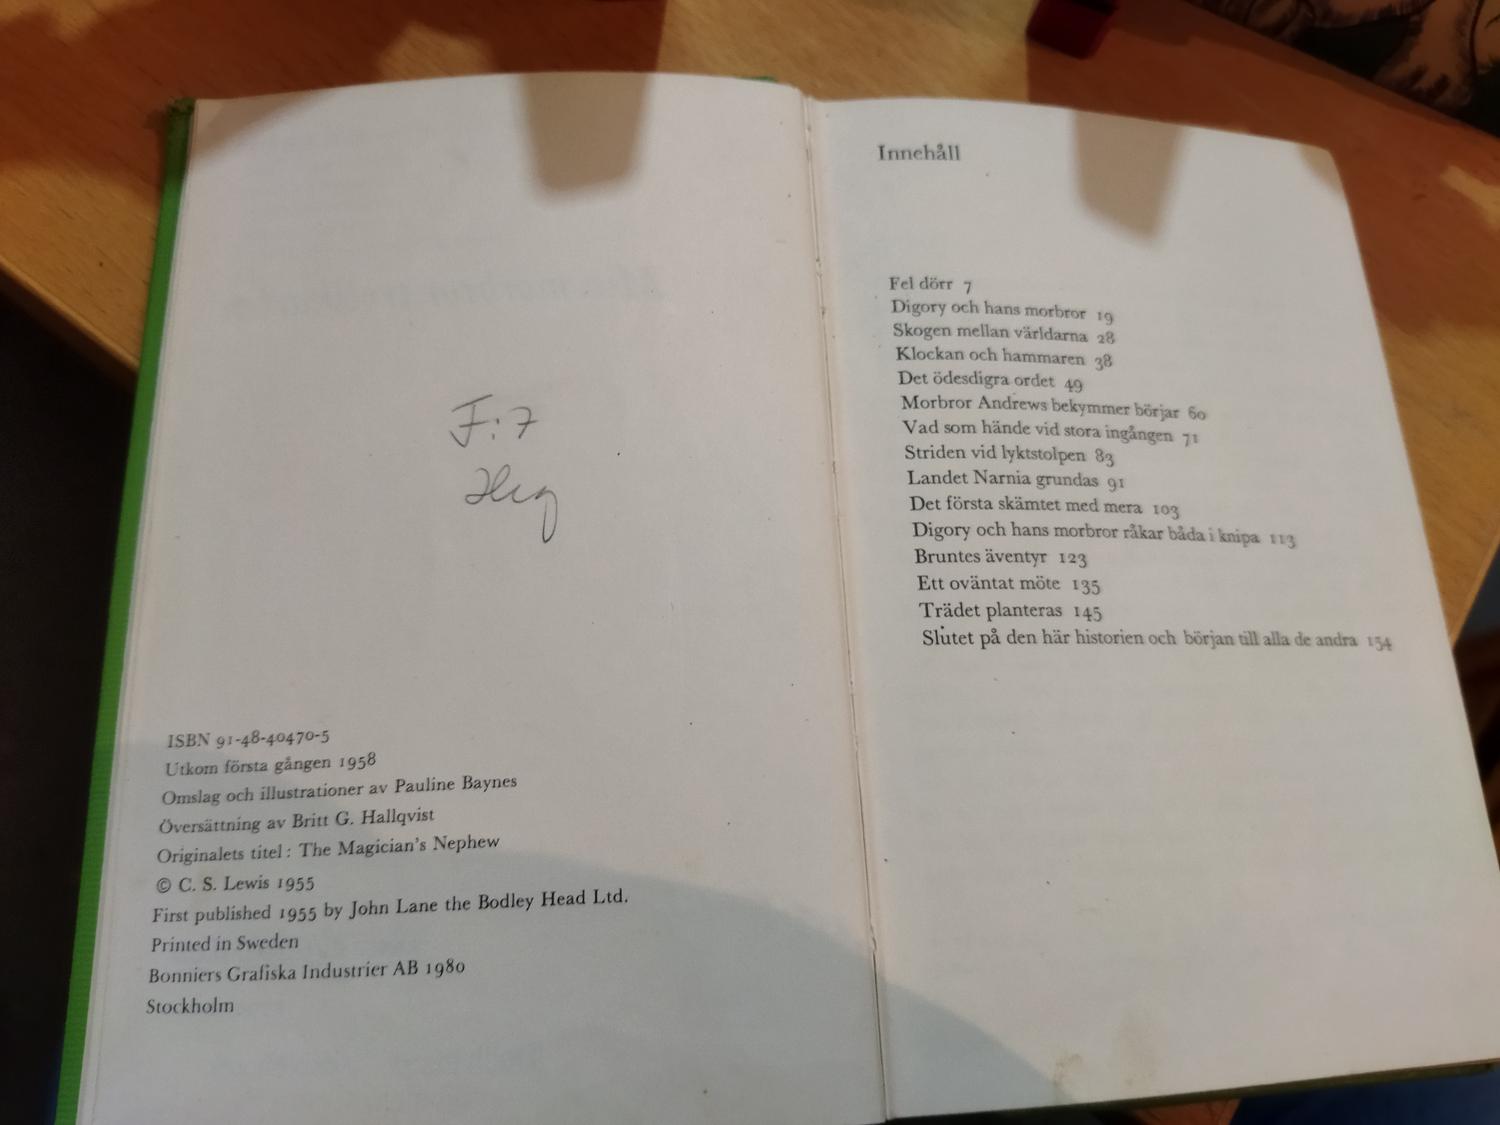 F:7
ISBN 91-48-40470-5
Utkom första gången 1958
Omslag och illustrationer av Pauline Baynes
Översättning av Britt G. Hallqvist
Originalets titel: The Magician's Nephew
© C. S. Lewis 1955
First published 1955 by John Lane the Bodley Head Ltd.
Printed in Sweden
Bonniers Grafiska Industrier AB 1980
Stockholm
Innehåll
Fel dörr 7
Digory och hans morbror 19
Skogen mellan världarna 28
Klockan och hammaren 38
Det ödesdigra ordet 49
Morbror Andrews bekymmer börjar 60
Vad som hände vid stora ingången 71
Striden vid lyktstolpen 83
Landet Narnia grundas 91
Det första skämtet med mera 103
Digory och hans morbror råkar båda i knipa 113
Bruntes äventyr 123
Ett oväntat möte 135
Trädet planteras 145
Slutet på den här historien och början till alla de andra 154